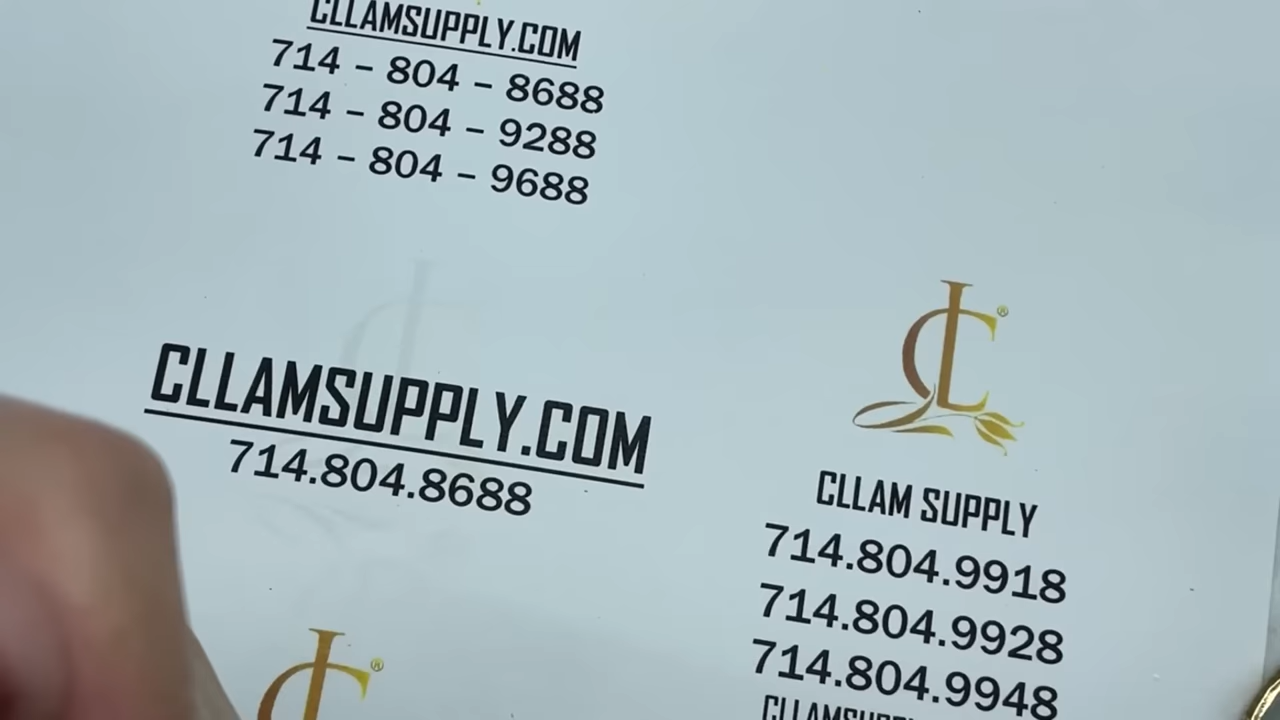 CLLAMSUPPLY.COM
714 - 804 - 8688
714 - 804 - 9288
714 - 804 - 9688
CLLAMSUPPLY.COM
714.804.8688
CL®
CLLAM SUPPLY
714.804.9918
714.804.9928
714.804.9948